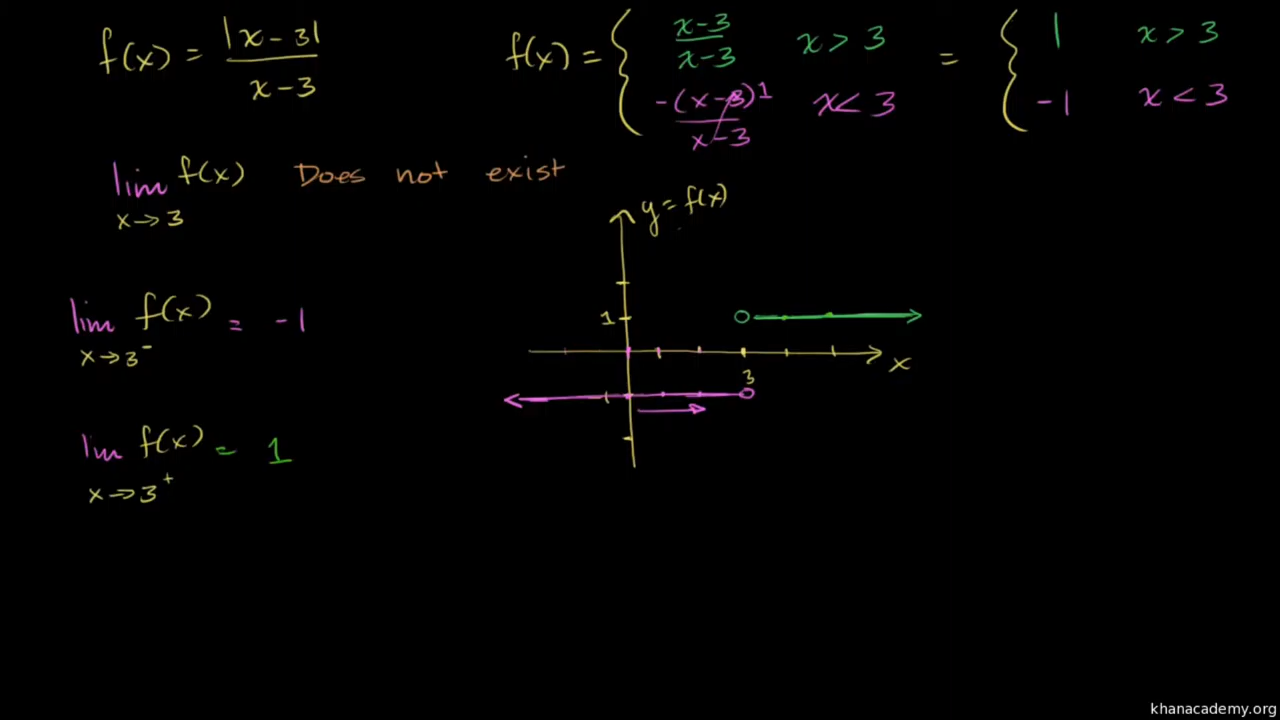 f(x) = |x-3| / x-3
f(x) = { x-3 / x-3 x > 3 = { 1 x > 3
-(x-3) 1 / x-3 x < 3 -1 x < 3
lim f(x) Does not exist
x→3
y = f(x)
lim f(x) = -1
x→3⁻
1
x
3
lim f(x) = 1
x→3⁺
khanacademy.org